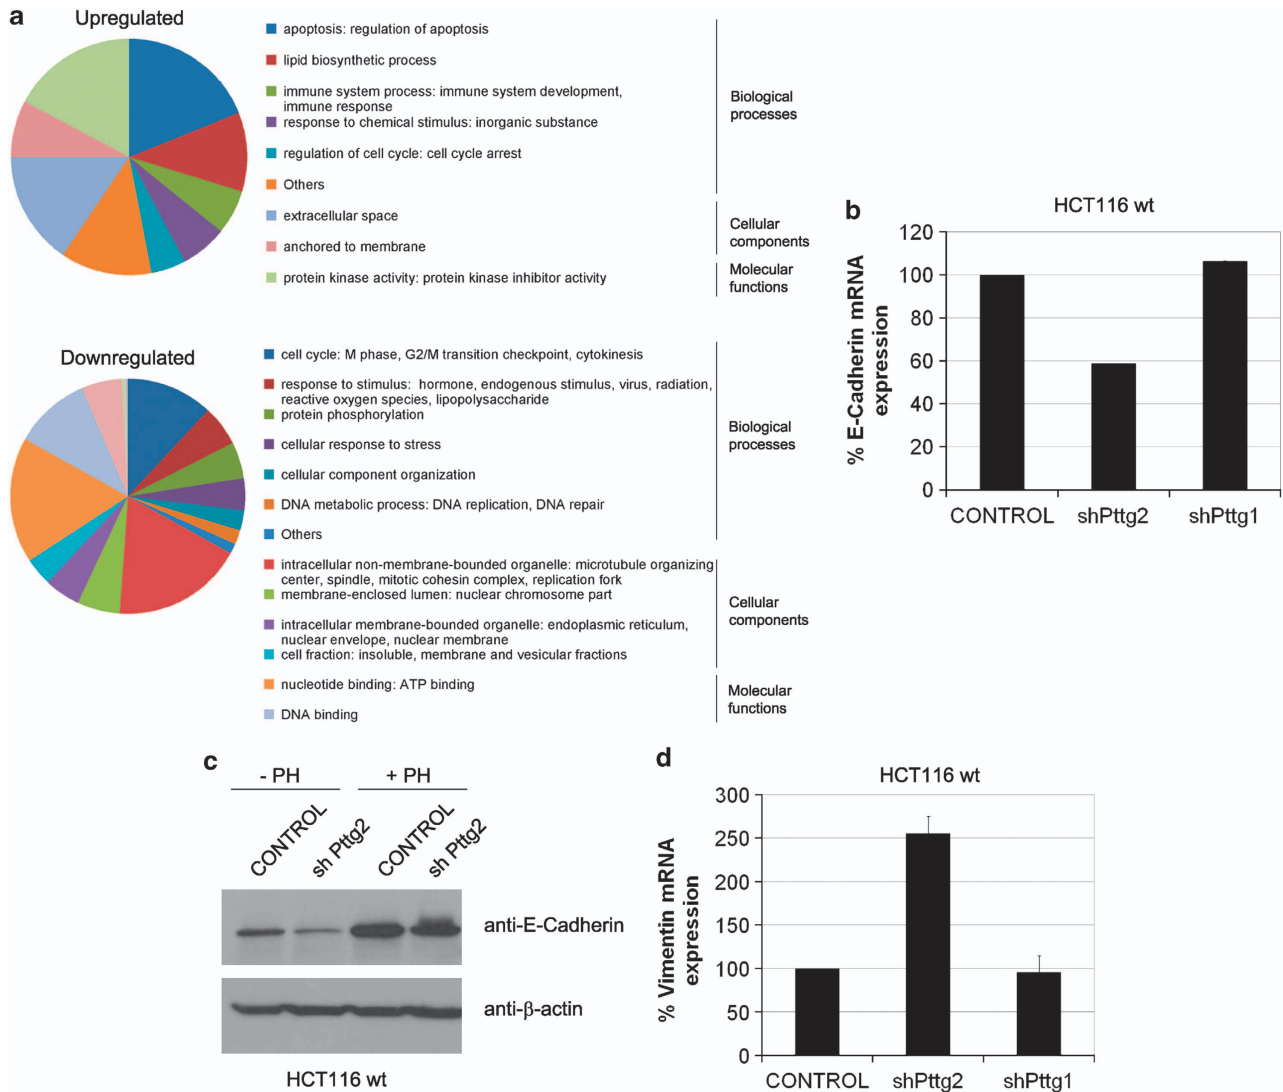 a
Upregulated
apoptosis: regulation of apoptosis
lipid biosynthetic process
immune system process: immune system development,
immune response
response to chemical stimulus: inorganic substance
regulation of cell cycle: cell cycle arrest
Others
extracellular space
anchored to membrane
protein kinase activity: protein kinase inhibitor activity
Biological
processes
Cellular
components
Molecular
functions
Downregulated
cell cycle: M phase, G2/M transition checkpoint, cytokinesis
response to stimulus: hormone, endogenous stimulus, virus, radiation,
reactive oxygen species, lipopolysaccharide
protein phosphorylation
cellular response to stress
cellular component organization
DNA metabolic process: DNA replication, DNA repair
Others
intracellular non-membrane-bounded organelle: microtubule organizing
center, spindle, mitotic cohesin complex, replication fork
membrane-enclosed lumen: nuclear chromosome part
intracellular membrane-bounded organelle: endoplasmic reticulum,
nuclear envelope, nuclear membrane
cell fraction: insoluble, membrane and vesicular fractions
nucleotide binding: ATP binding
DNA binding
Biological
processes
Cellular
components
Molecular
functions
b
HCT116 wt
% E-Cadherin mRNA
expression
120
100
80
60
40
20
0
CONTROL shPttg2 shPttg1
c
- PH + PH
CONTROL sh Pttg2 CONTROL sh Pttg2
anti-E-Cadherin
anti-β-actin
HCT116 wt
d
HCT116 wt
% Vimentin mRNA
expression
300
250
200
150
100
50
0
CONTROL shPttg2 shPttg1